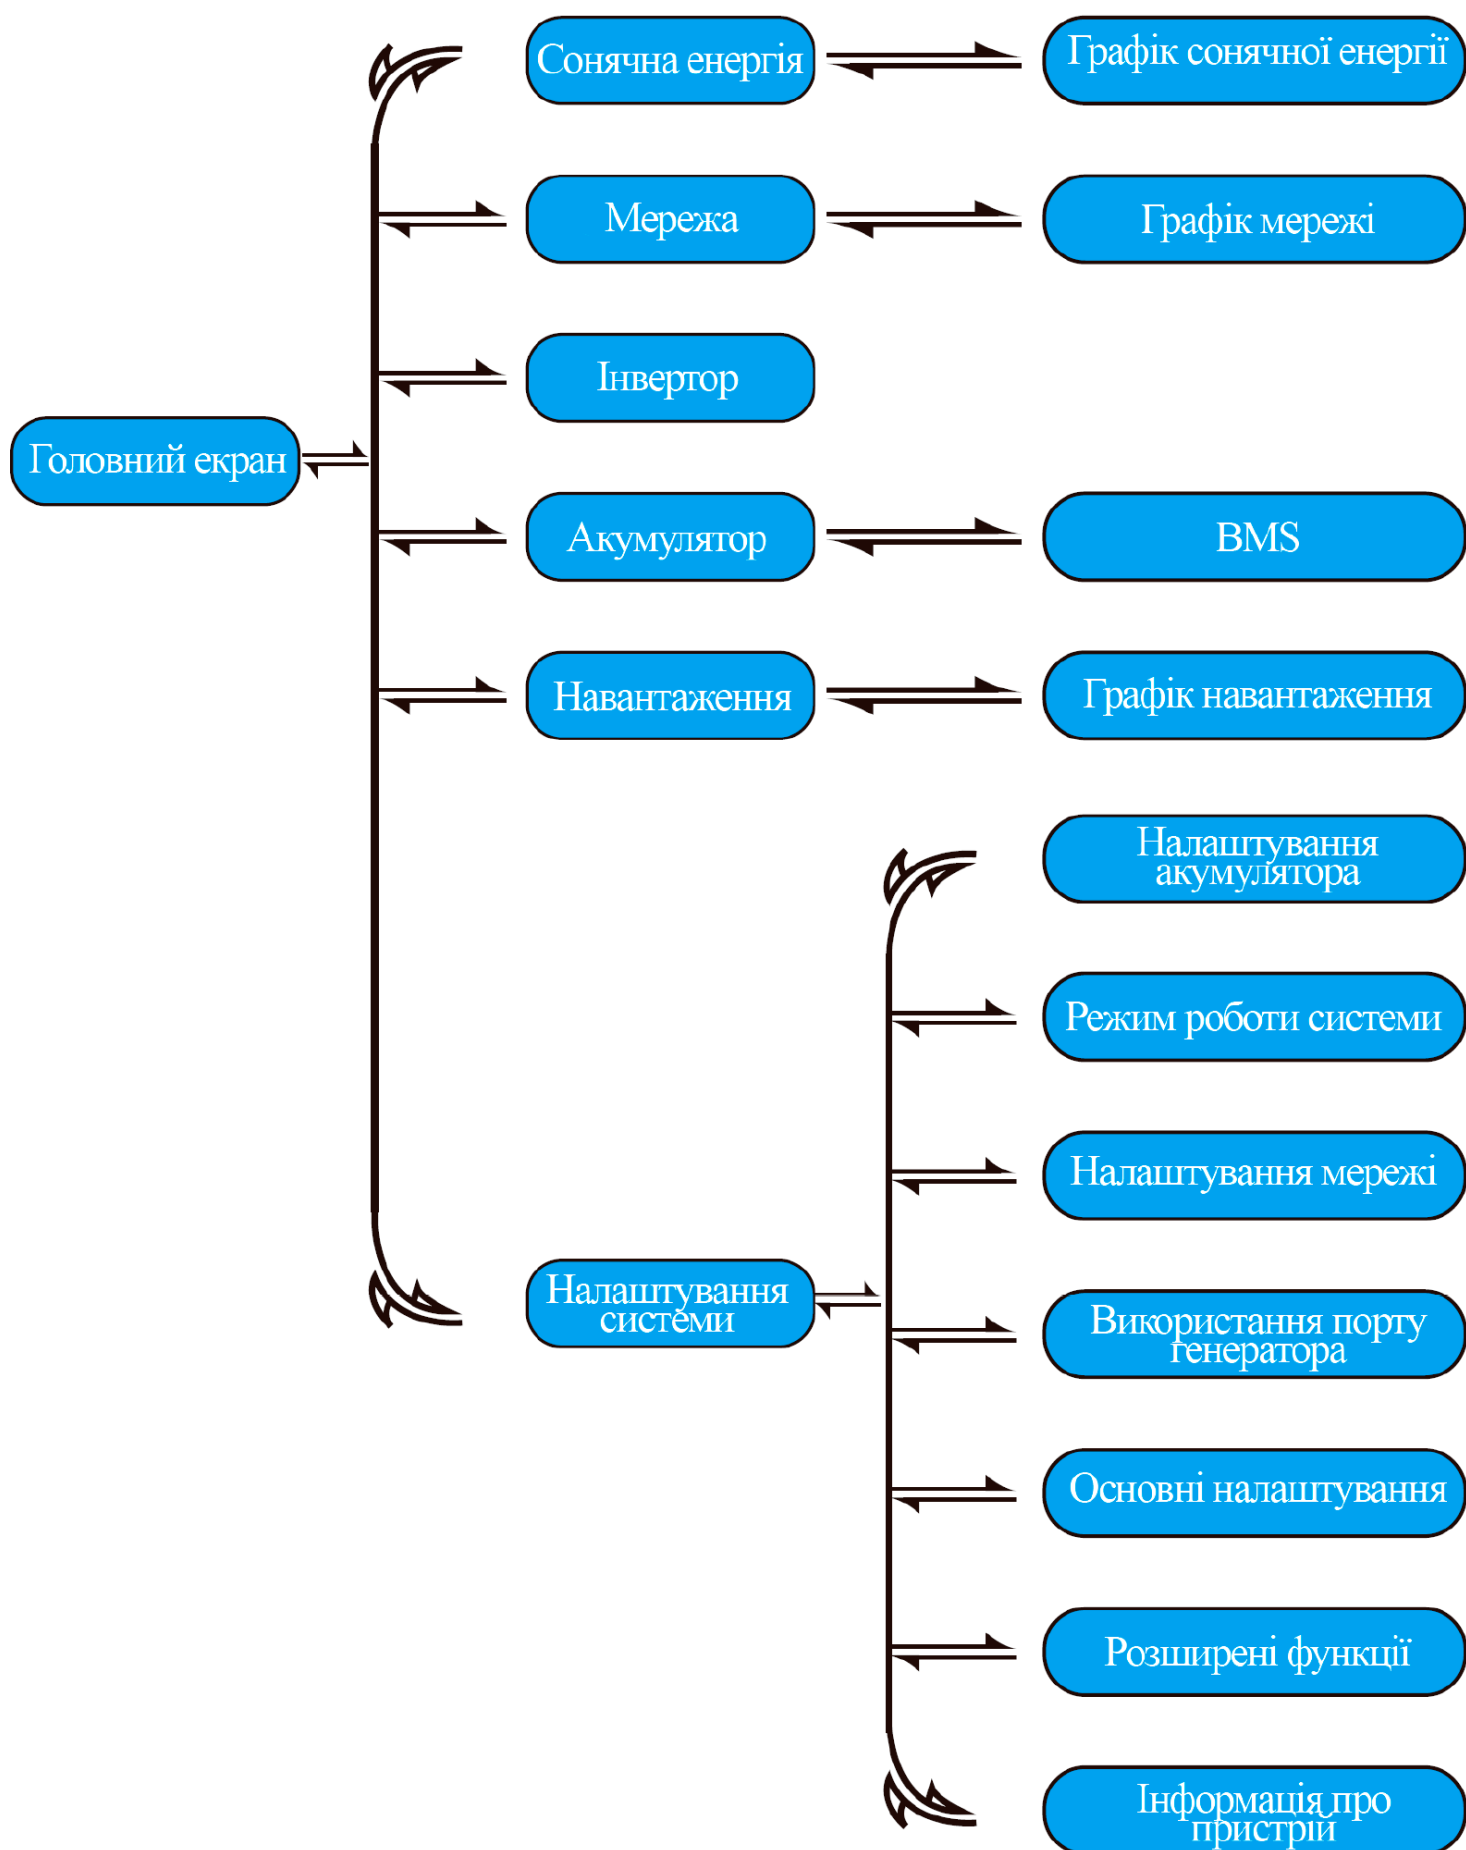 Сонячна енергія
Графік сонячної енергії
Мережа
Графік мережі
Інвертор
Головний екран
Акумулятор
BMS
Навантаження
Графік навантаження
Налаштування
акумулятора
Режим роботи системи
Налаштування мережі
Налаштування
системи
Використання порту
генератора
Основні налаштування
Розширені функції
Інформація про
пристрій